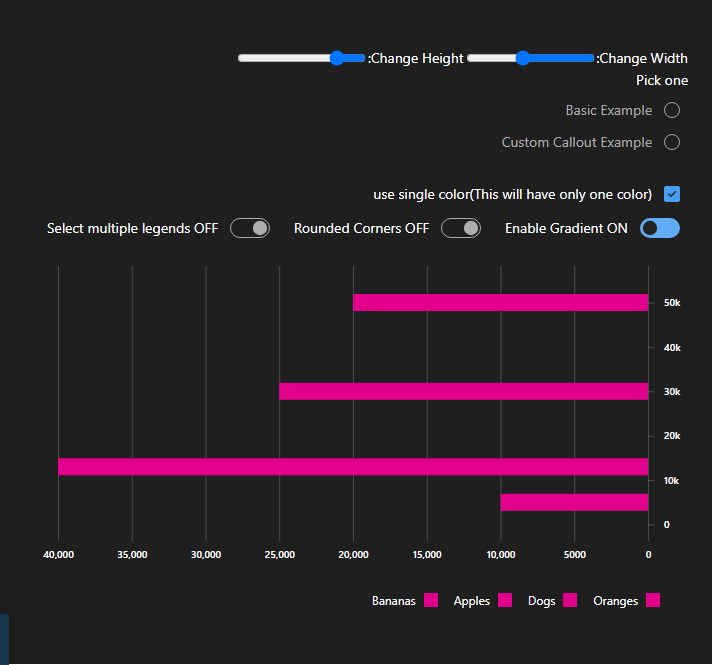 :Change Height :Change Width
Pick one
Basic Example
Custom Callout Example
use single color(This will have only one color)
Select multiple legends OFF Rounded Corners OFF Enable Gradient ON
50k
40k
30k
20k
10k
0
40,000 35,000 30,000 25,000 20,000 15,000 10,000 5000 0
Bananas Apples Dogs Oranges